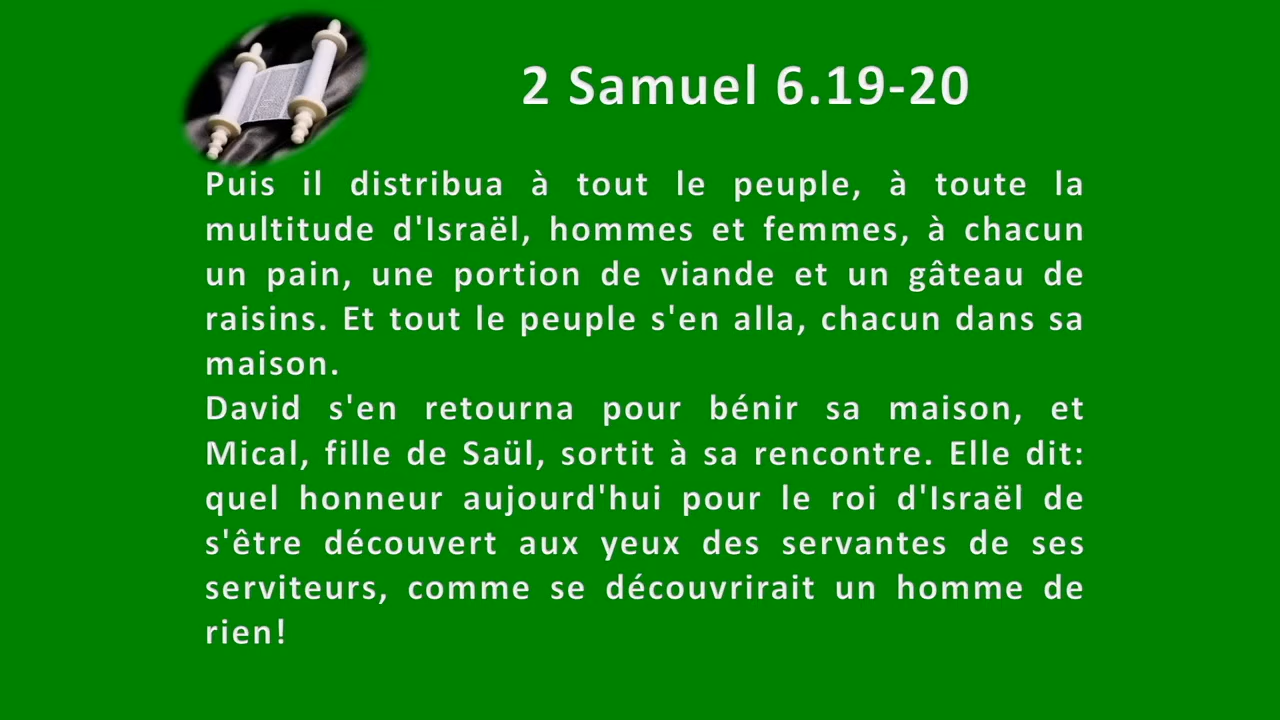 2 Samuel 6.19-20
Puis il distribua à tout le peuple, à toute la
multitude d'Israël, hommes et femmes, à chacun
un pain, une portion de viande et un gâteau de
raisins. Et tout le peuple s'en alla, chacun dans sa
maison.
David s'en retourna pour bénir sa maison, et
Mical, fille de Saül, sortit à sa rencontre. Elle dit:
quel honneur aujourd'hui pour le roi d'Israël de
s'être découvert aux yeux des servantes de ses
serviteurs, comme se découvrirait un homme de
rien!